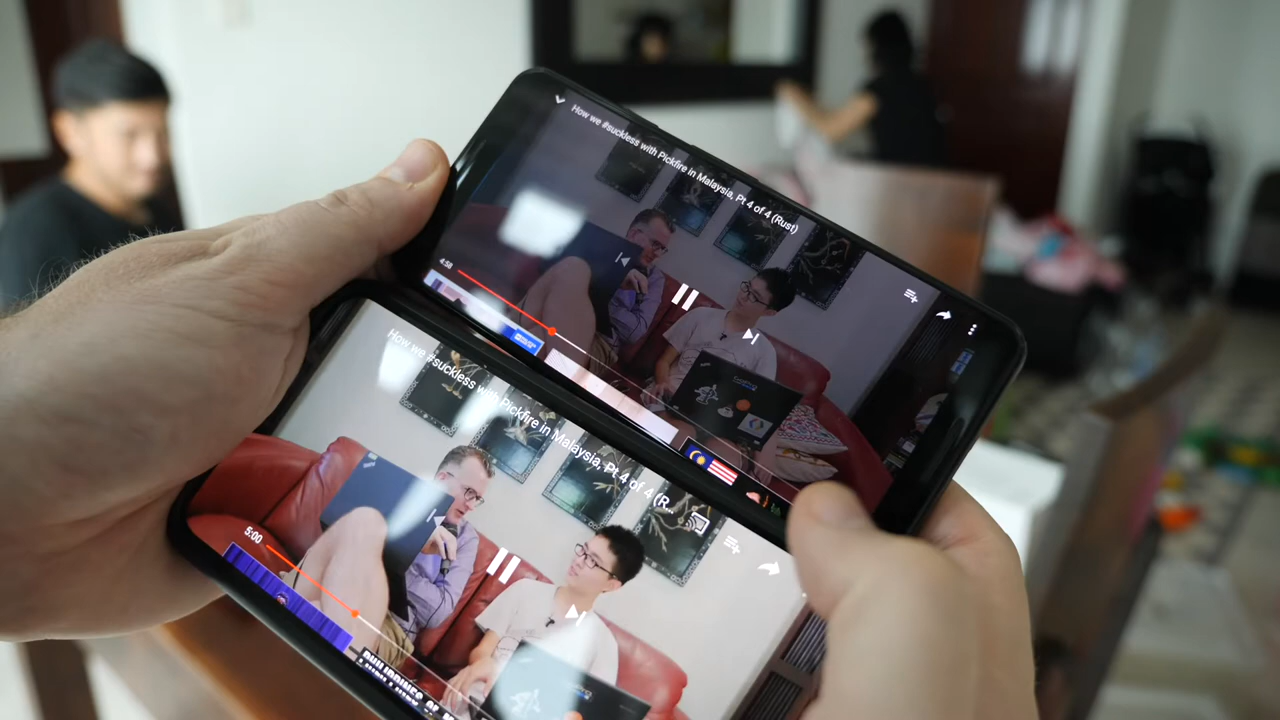 How we #suckless with Pickfire in Malaysia, Pt 4 of 4 (Rust)
4:58
How we #suckless with Pickfire in Malaysia, Pt 4 of 4 (R...
5:00